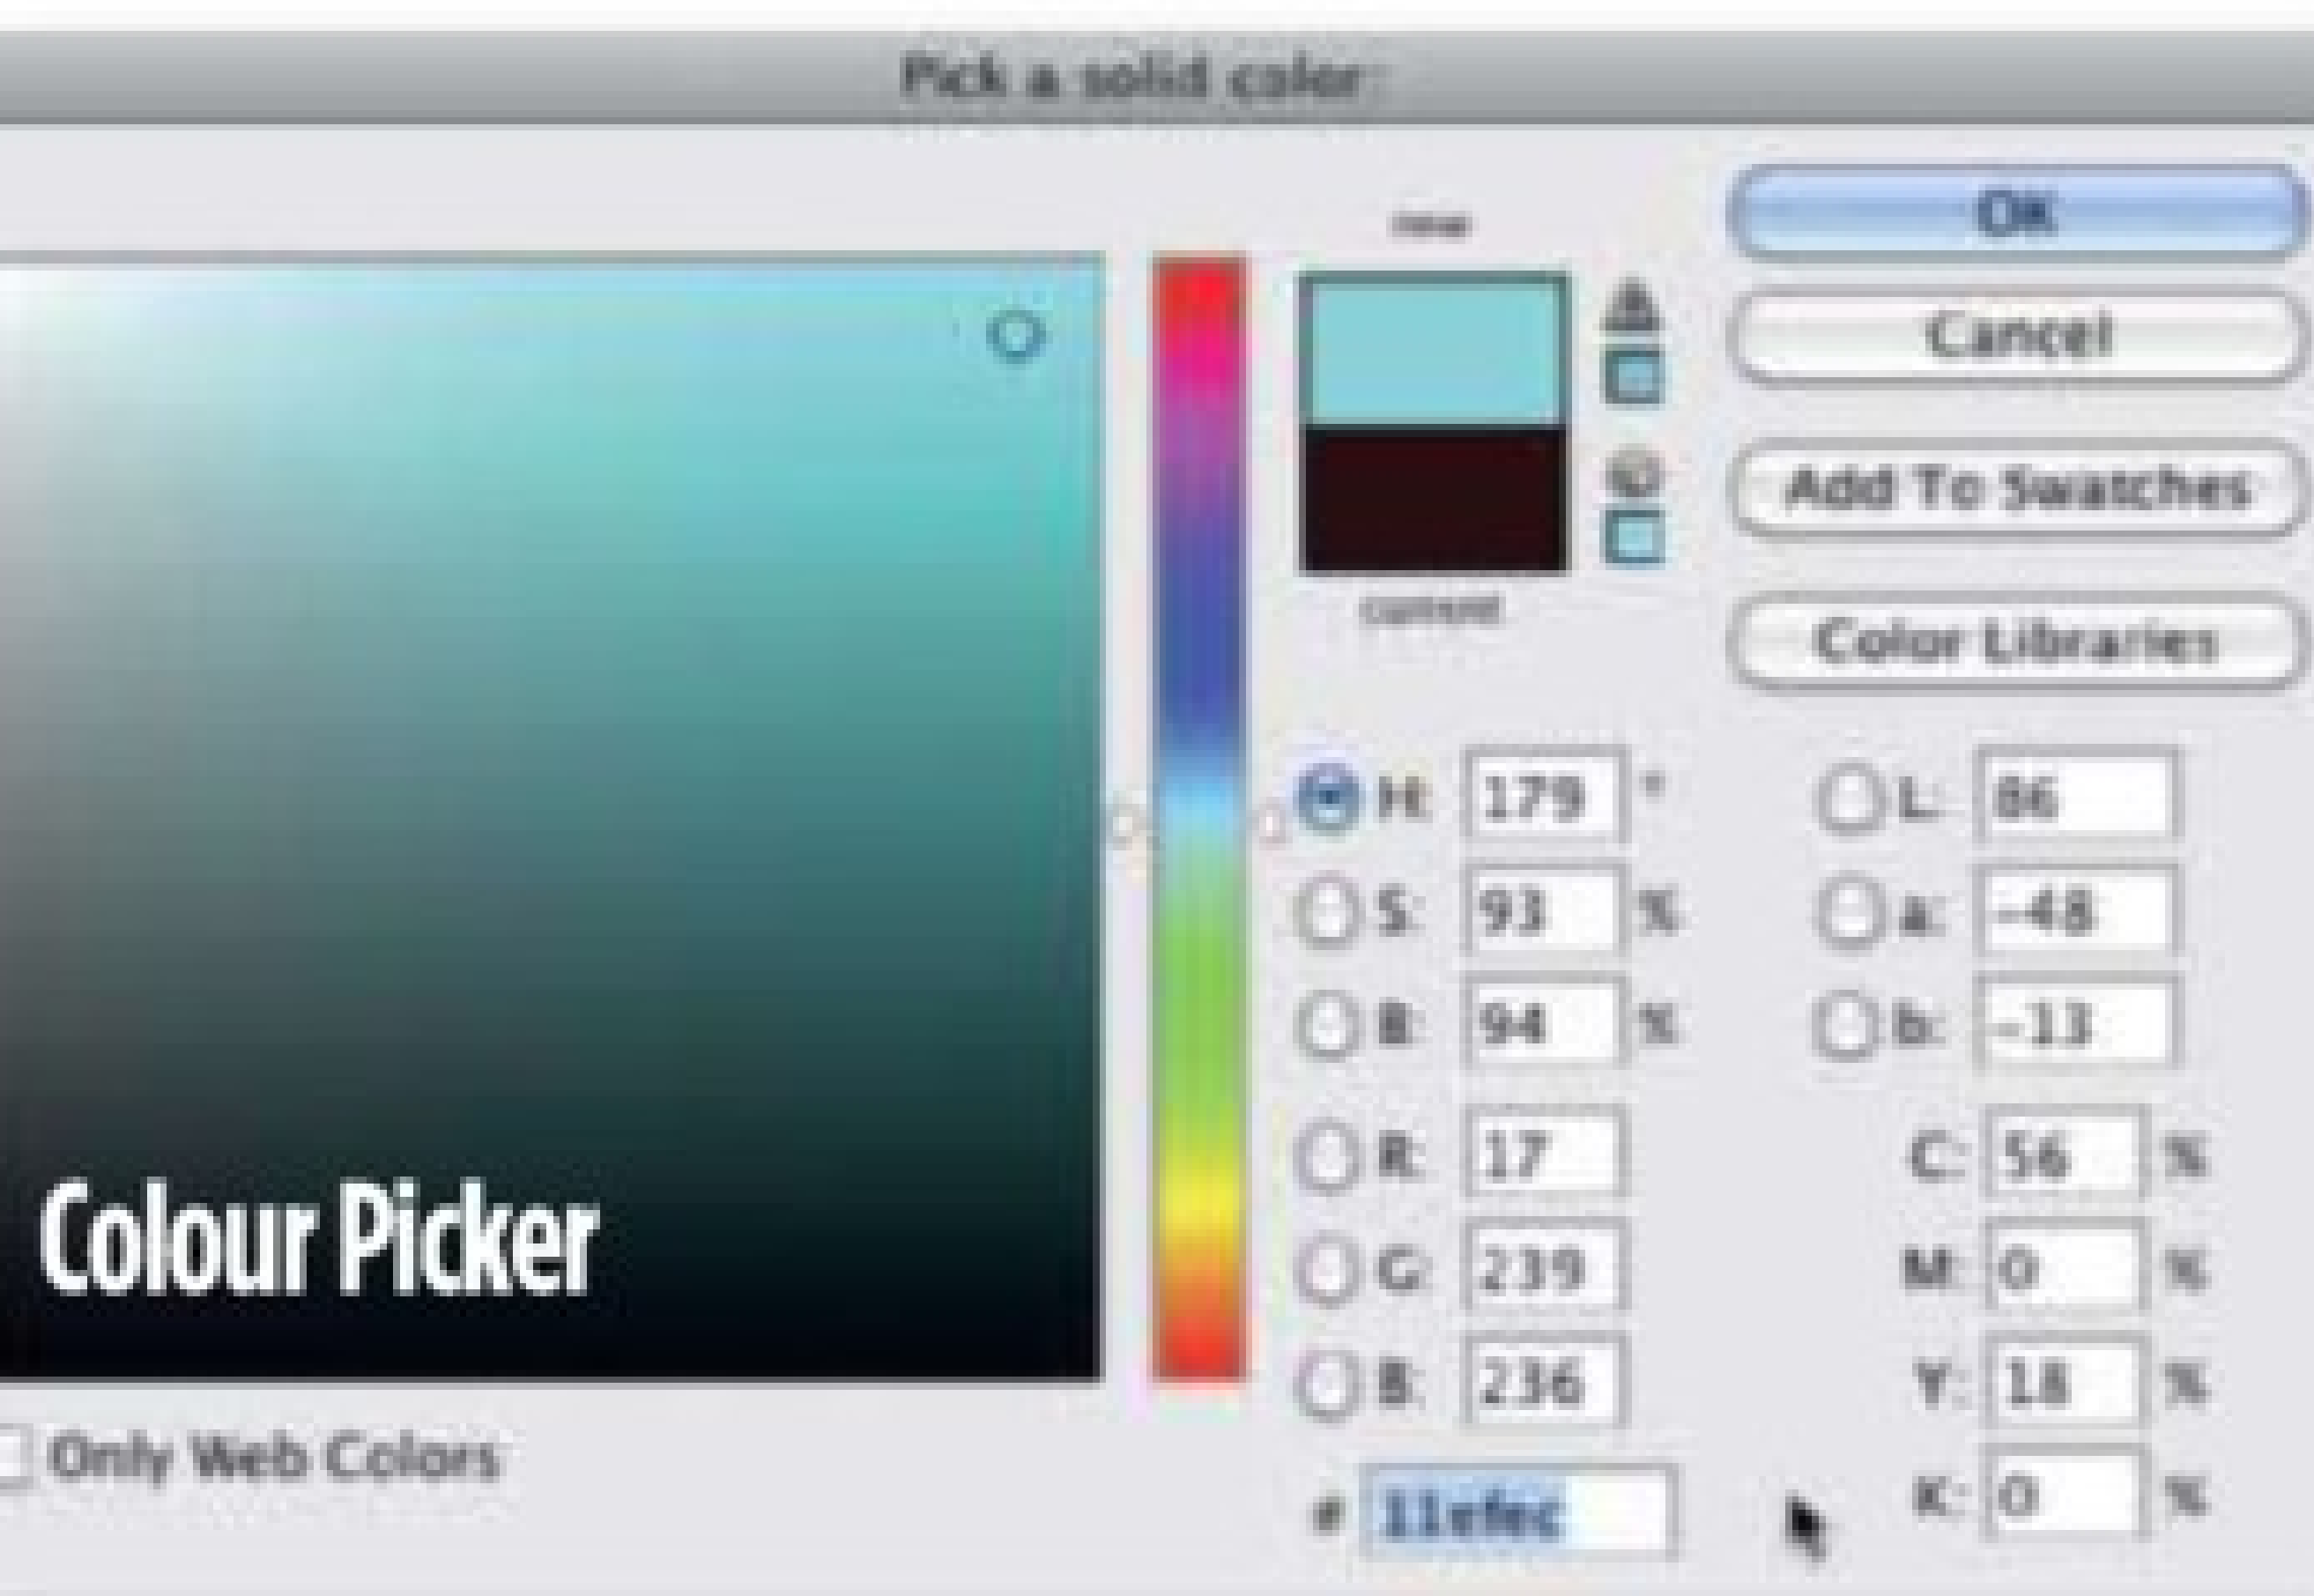 Pick a solid color:
new
OK
Cancel
Add To Swatches
current
Color Libraries
H: 179 °
L: 86
S: 93 %
a: -48
B: 94 %
b: -13
R: 17
C: 56 %
G: 239
M: 0 %
B: 236
Y: 18 %
# 11efec
K: 0 %
Colour Picker
Only Web Colors